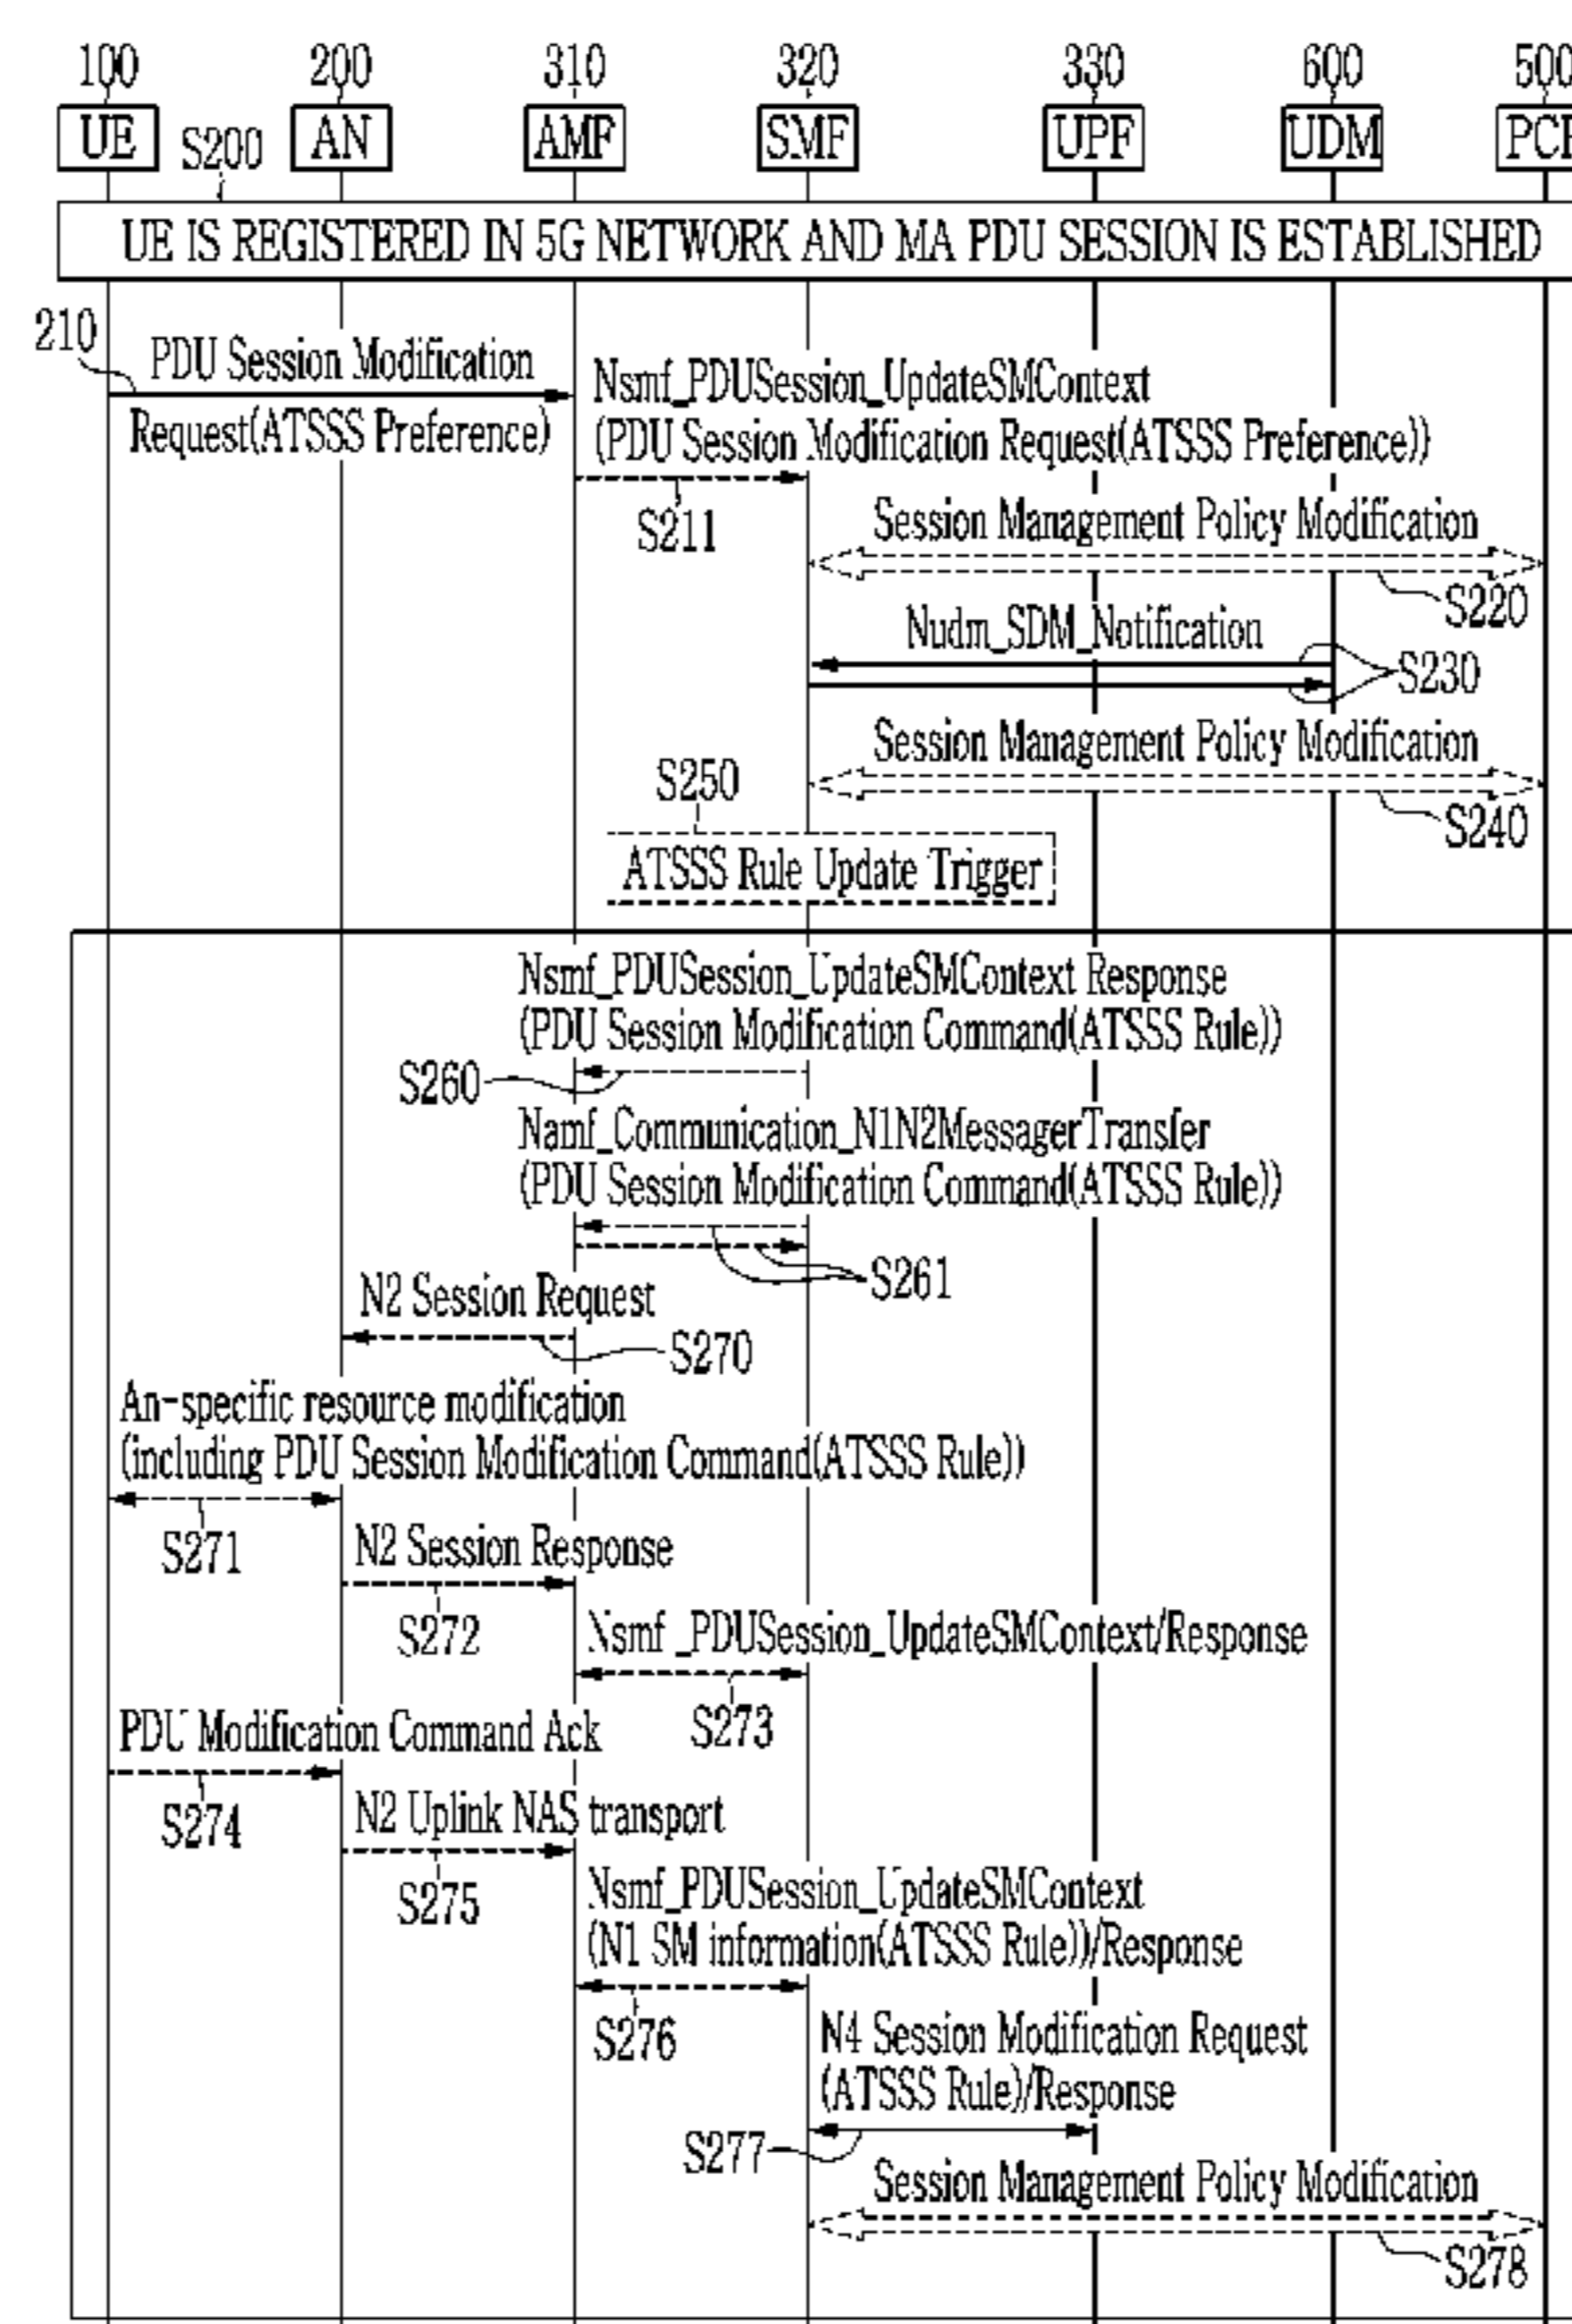 100 200 310 320 330 600 500
UE AN AMF SMF UPF UDM PCF
S200
UE IS REGISTERED IN 5G NETWORK AND MA PDU SESSION IS ESTABLISHED
210
PDU Session Modification
Request(ATSSS Preference)
Nsmf_PDUSession_UpdateSMContext
(PDU Session Modification Request(ATSSS Preference))
S211
Session Management Policy Modification
S220
Nudm_SDM_Notification
S230
Session Management Policy Modification
S240
S250
ATSSS Rule Update Trigger
Nsmf_PDUSession_UpdateSMContext Response
(PDU Session Modification Command(ATSSS Rule))
S260
Namf_Communication_N1N2MessagerTransfer
(PDU Session Modification Command(ATSSS Rule))
S261
N2 Session Request
S270
An-specific resource modification
(including PDU Session Modification Command(ATSSS Rule))
S271
N2 Session Response
S272
Nsmf _PDUSession_UpdateSMContext/Response
S273
PDU Modification Command Ack
S274
N2 Uplink NAS transport
S275
Nsmf_PDUSession_UpdateSMContext
(N1 SM information(ATSSS Rule))/Response
S276
N4 Session Modification Request
(ATSSS Rule)/Response
S277
Session Management Policy Modification
S278